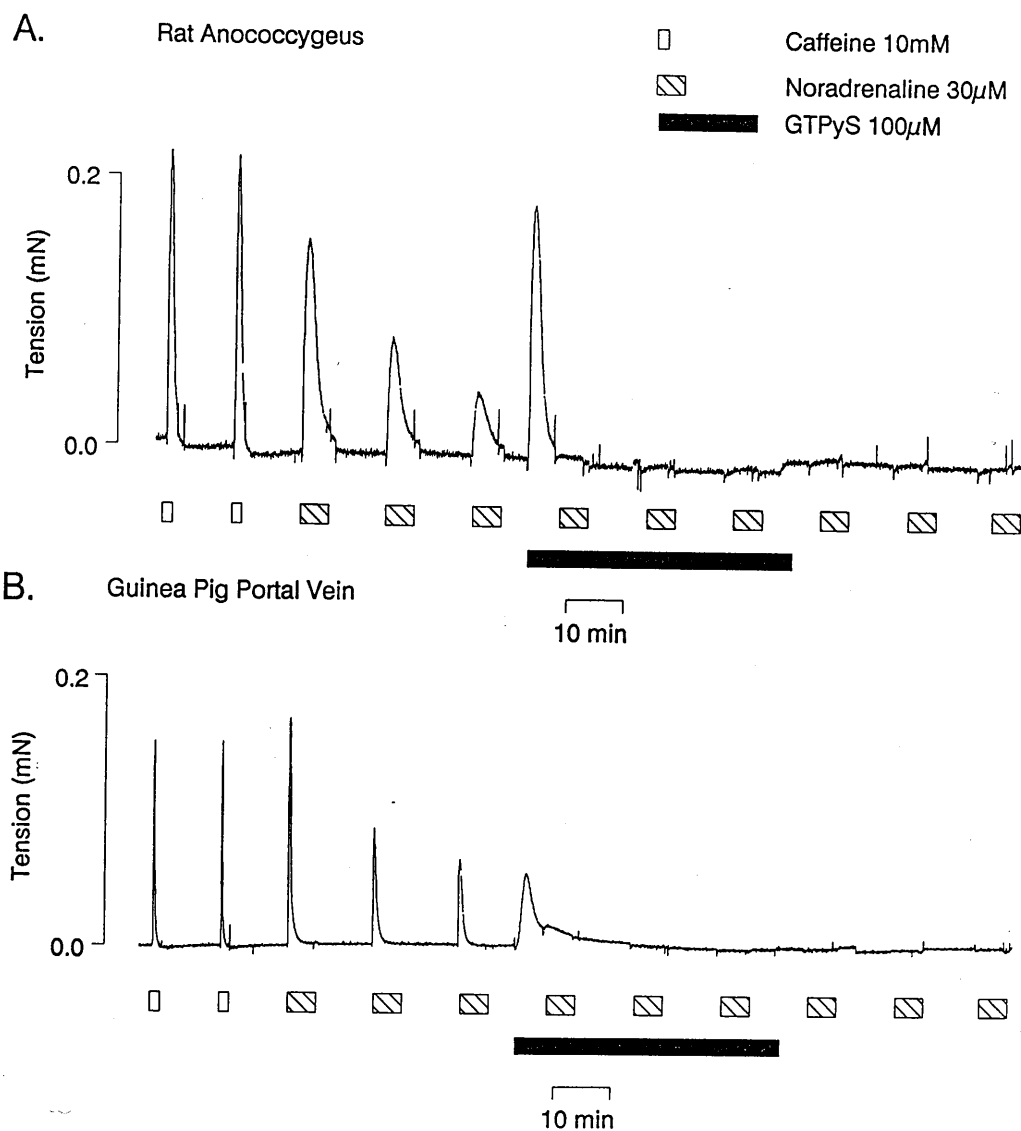 A.
Rat Anococcygeus
Caffeine 10mM
Noradrenaline 30µM
GTPyS 100µM
0.2
Tension (mN)
0.0
10 min
B.
Guinea Pig Portal Vein
0.2
Tension (mN)
0.0
10 min